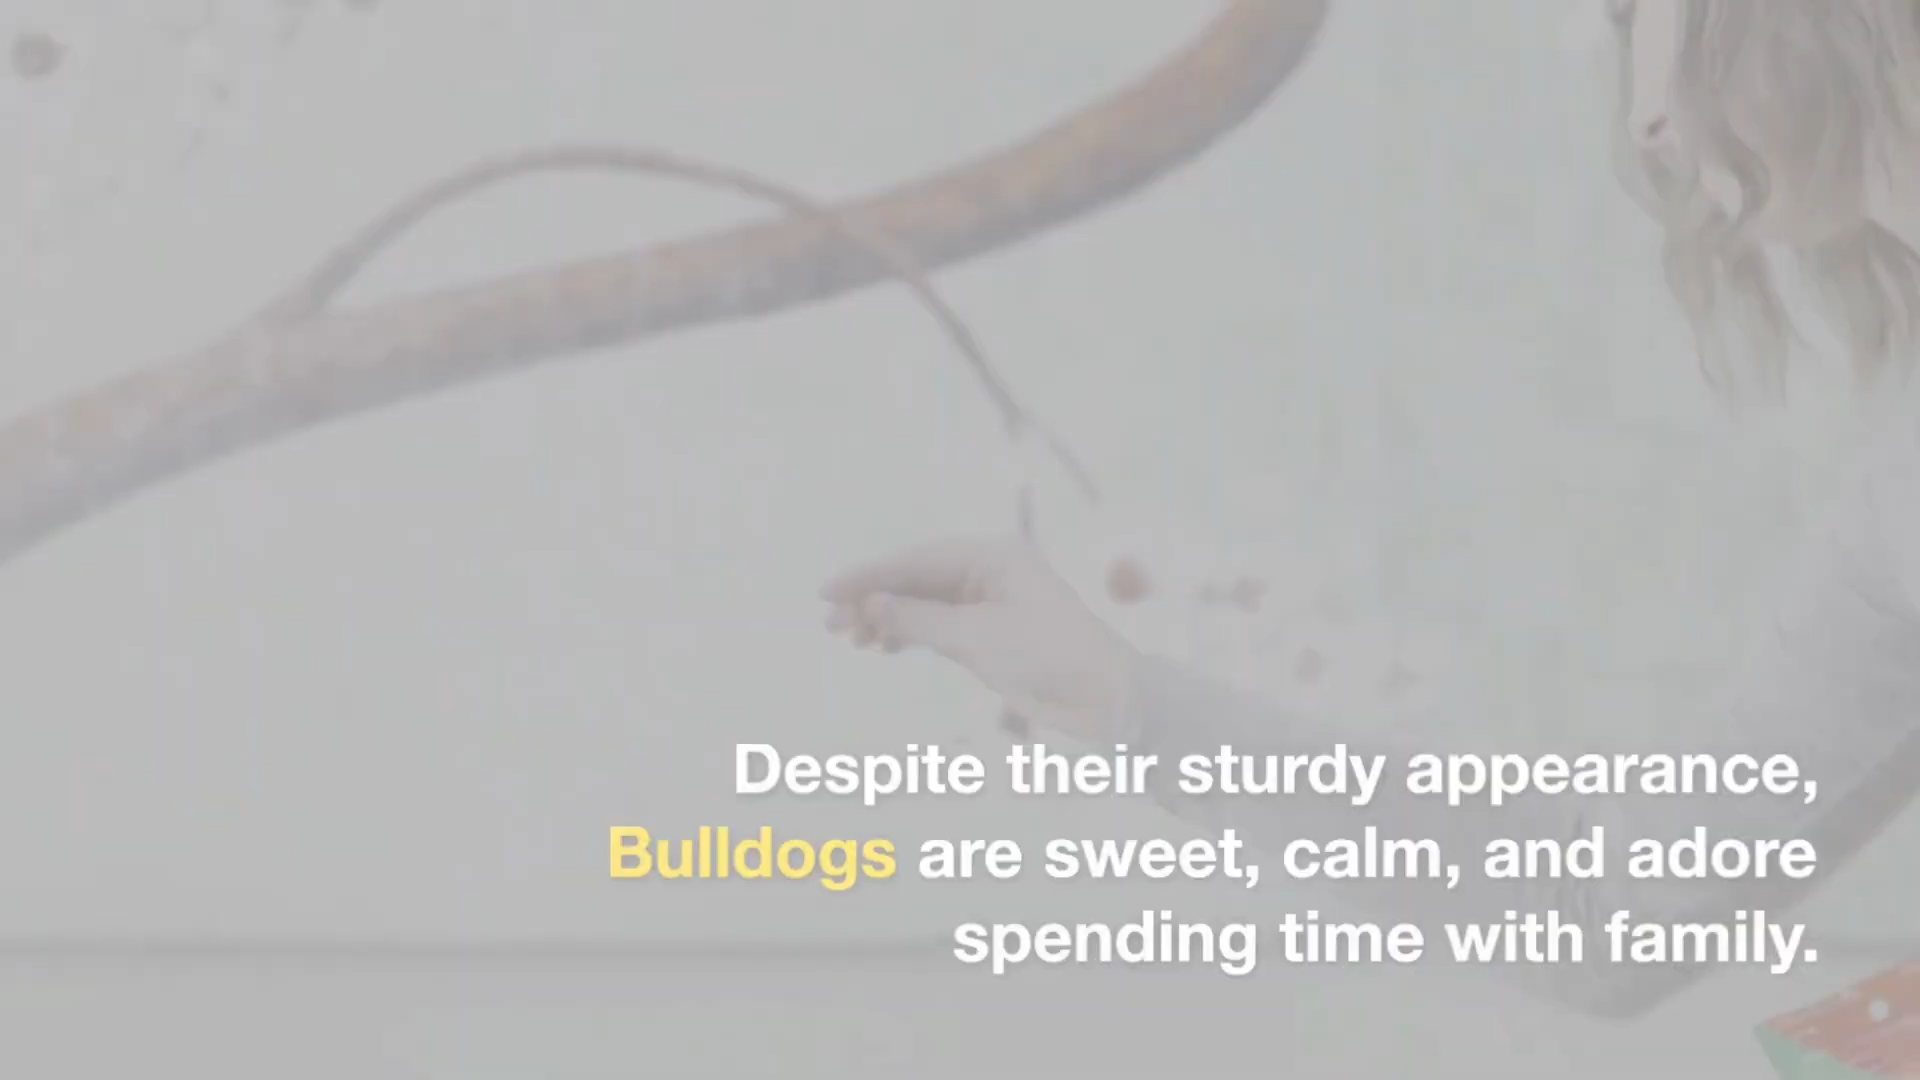 Despite their sturdy appearance,
Bulldogs are sweet, calm, and adore
spending time with family.